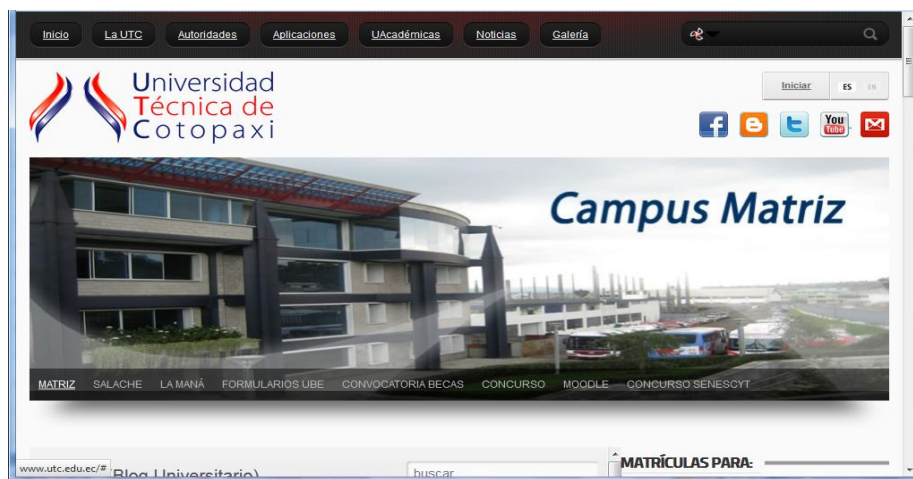 Inicio La UTC Autoridades Aplicaciones UAcadémicas Noticias Galería
Universidad
Técnica de
Cotopaxi
Iniciar ES EN
You
Tube
Campus Matriz
MATRIZ SALACHE LA MANÁ FORMULARIOS UBE CONVOCATORIA BECAS CONCURSO MOODLE CONCURSO SENESCYT
(Blog Universitario) buscar MATRÍCULAS PARA:
www.utc.edu.ec/#